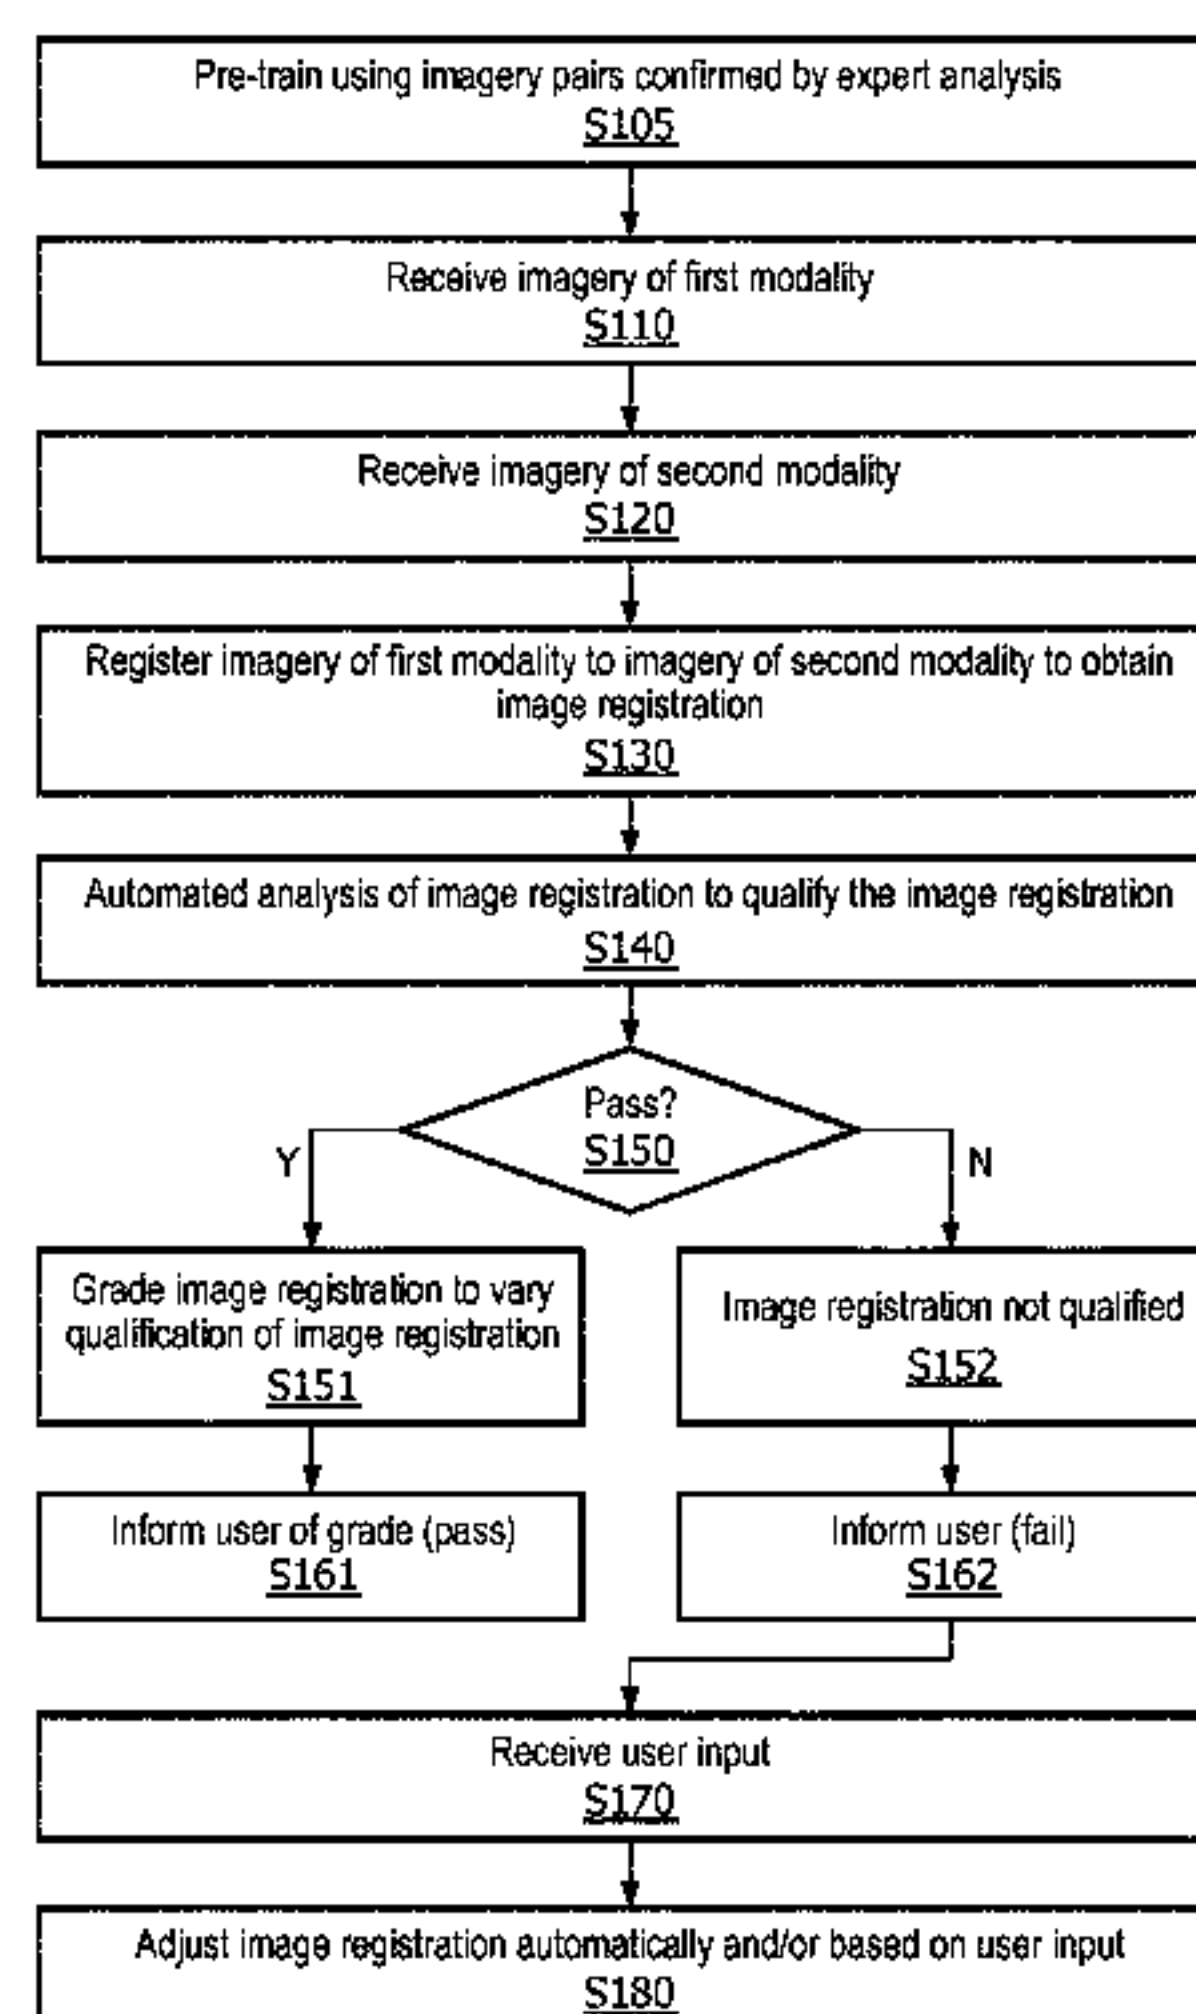 Pre-train using imagery pairs confirmed by expert analysis
S105
Receive imagery of first modality
S110
Receive imagery of second modality
S120
Register imagery of first modality to imagery of second modality to obtain
image registration
S130
Automated analysis of image registration to qualify the image registration
S140
Pass?
S150
Y
N
Grade image registration to vary
qualification of image registration
S151
Image registration not qualified
S152
Inform user of grade (pass)
S161
Inform user (fail)
S162
Receive user input
S170
Adjust image registration automatically and/or based on user input
S180